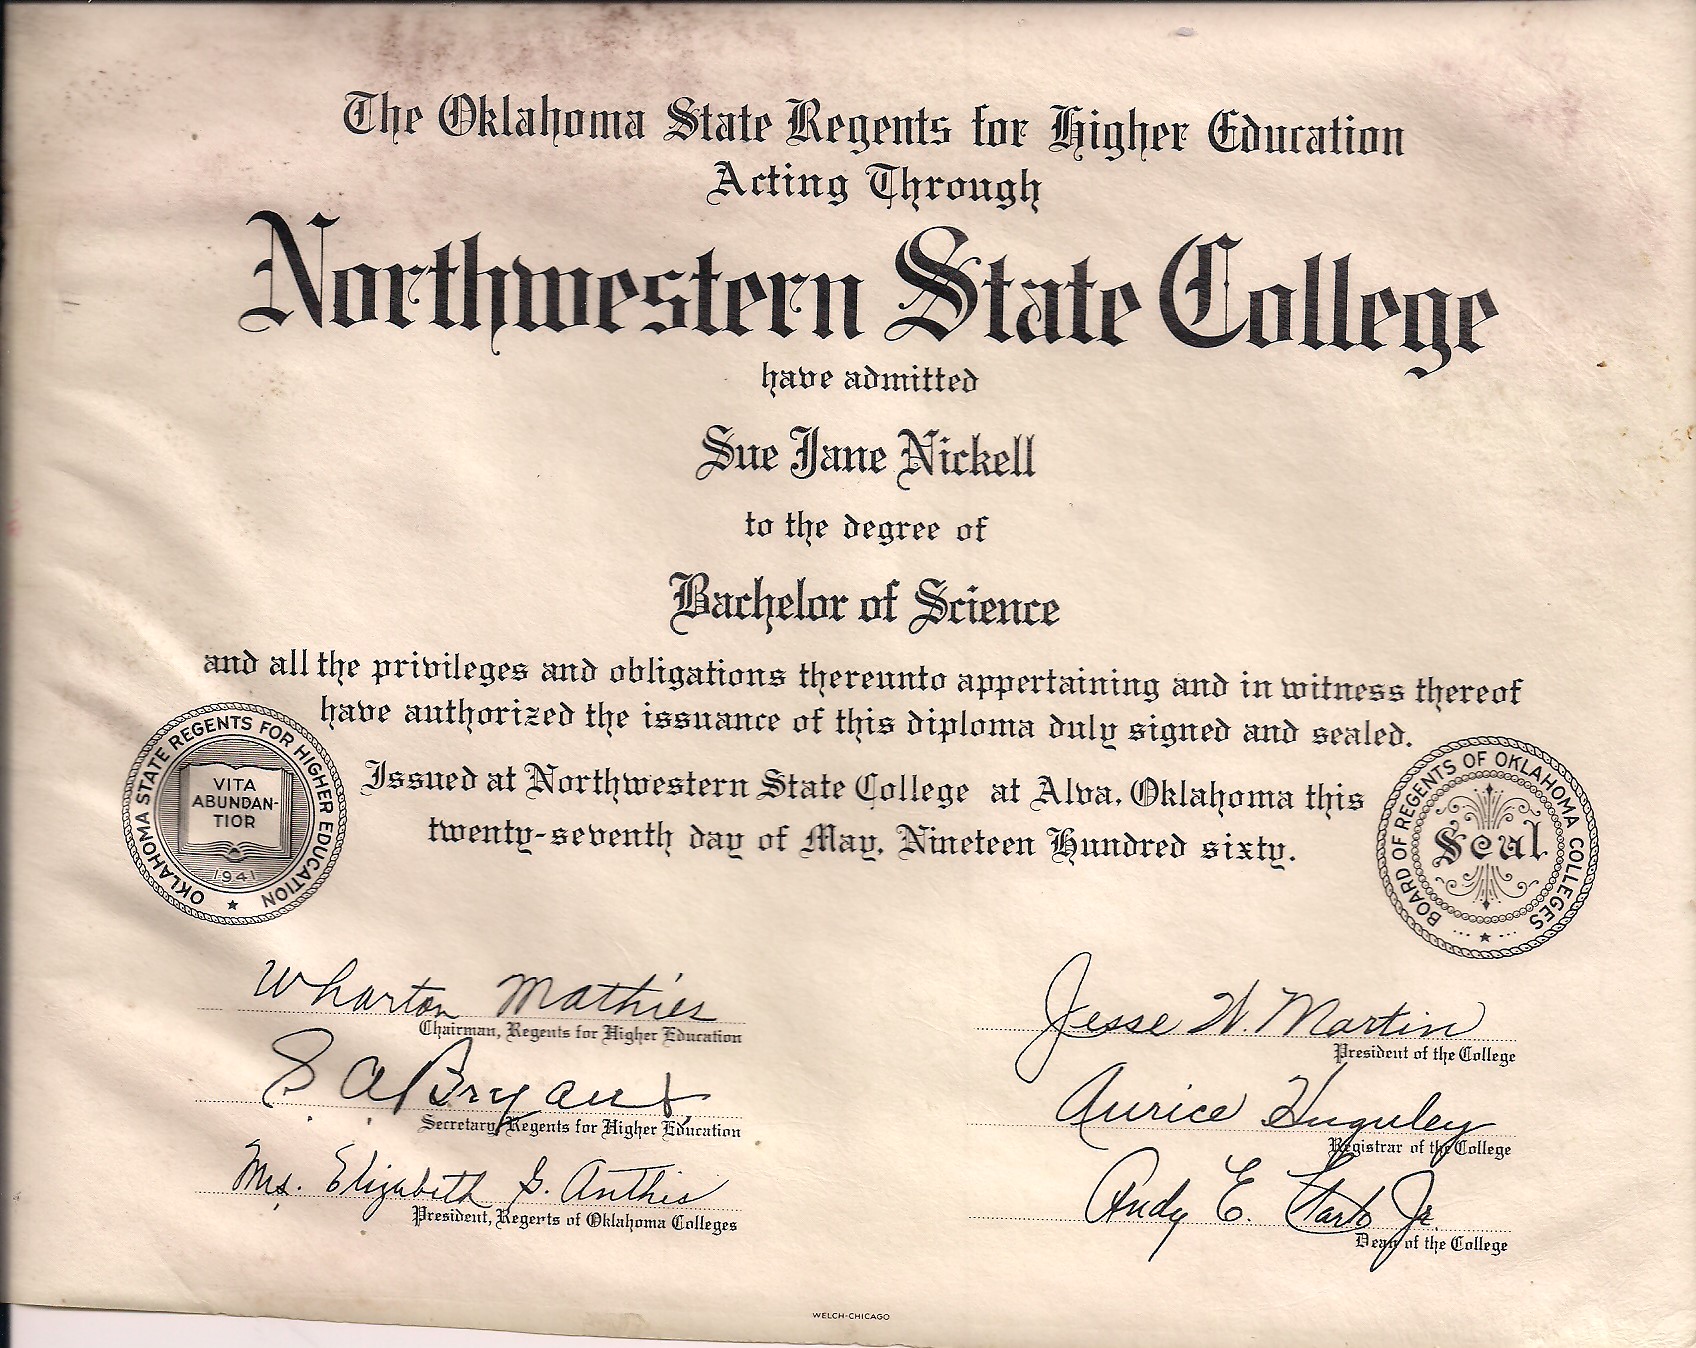 The Oklahoma State Regents for Higher Education
Acting Through
Northwestern State College
have admitted
Sue Jane Nickell
to the degree of
Bachelor of Science
and all the privileges and obligations thereunto appertaining and in witness thereof
have authorized the issuance of this diploma duly signed and sealed.
Issued at Northwestern State College at Alva, Oklahoma this
twenty-seventh day of May, Nineteen Hundred sixty.
OKLAHOMA STATE REGENTS FOR HIGHER EDUCATION
VITA
ABUNDAN-
TIOR
1941
BOARD OF REGENTS OF OKLAHOMA COLLEGES
Seal
Wharton Mathies
Chairman, Regents for Higher Education
S A Bryant
Secretary, Regents for Higher Education
Mrs. Elizabeth G. Anthis
President, Regents of Oklahoma Colleges
Jesse W. Martin
President of the College
Aurice Huguley
Registrar of the College
Andy E. Jr.
Dean of the College
WELCH-CHICAGO